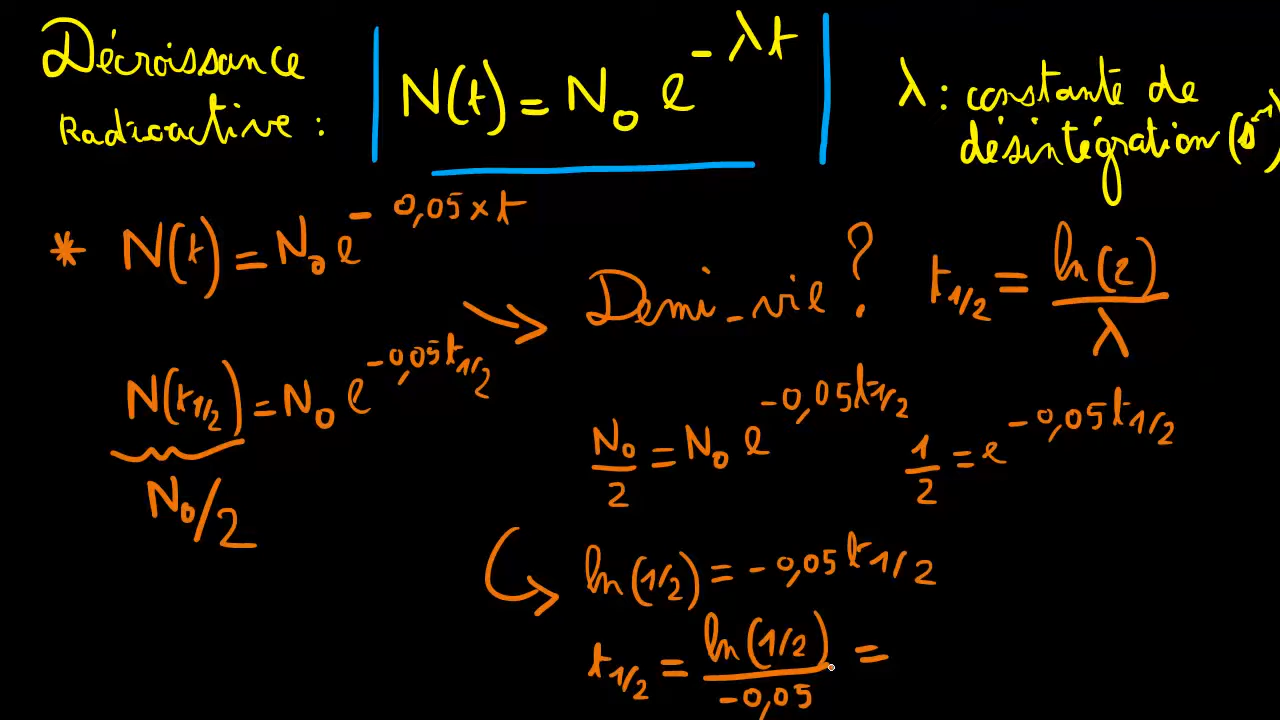 Décroissance
Radioactive :
N(t) = N₀ e^(-λt)
λ : constante de
désintégration (s⁻¹)
* N(t) = N₀ e^(-0,05×t)
Demi-vie ?
t1/2 = ln(2)/λ
N(t1/2) = N₀ e^(-0,05t1/2)
N₀/2
N₀/2 = N₀ e^(-0,05t1/2)
1/2 = e^(-0,05t1/2)
ln(1/2) = -0,05t1/2
t1/2 = ln(1/2)/-0,05 =